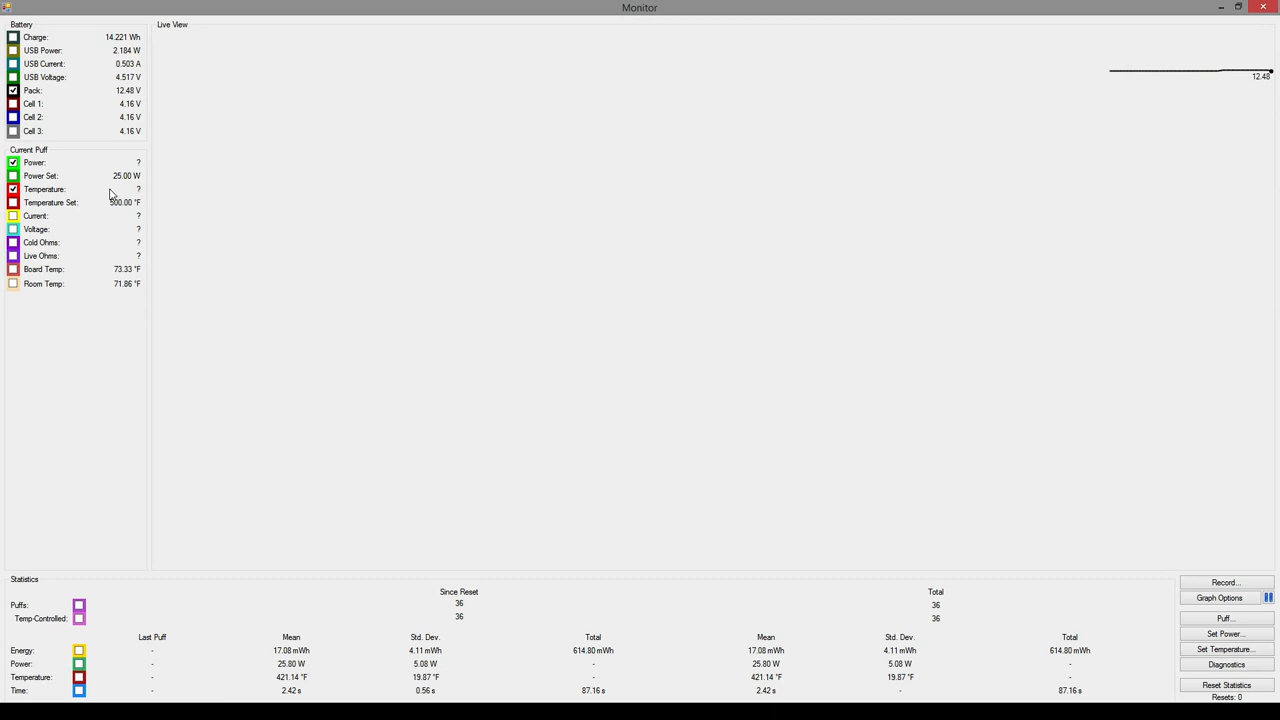 Monitor
Battery
Charge: 14.221 Wh
USB Power: 2.184 W
USB Current: 0.503 A
USB Voltage: 4.517 V
Pack: 12.48 V
Cell 1: 4.16 V
Cell 2: 4.16 V
Cell 3: 4.16 V
Current Puff
Power: ?
Power Set: 25.00 W
Temperature: ?
Temperature Set: 500.00 °F
Current: ?
Voltage: ?
Cold Ohms: ?
Live Ohms: ?
Board Temp: 73.33 °F
Room Temp: 71.86 °F
Live View
12.48
Statistics
Since Reset Total
Puffs: 36 36
Temp-Controlled: 36 36
Last Puff Mean Std. Dev. Total Mean Std. Dev. Total
Energy: - 17.08 mWh 4.11 mWh 614.80 mWh 17.08 mWh 4.11 mWh 614.80 mWh
Power: - 25.80 W 5.08 W - 25.80 W 5.08 W -
Temperature: - 421.14 °F 19.87 °F - 421.14 °F 19.87 °F -
Time: - 2.42 s 0.56 s 87.16 s 2.42 s - 87.16 s
Record...
Graph Options
Puff...
Set Power...
Set Temperature...
Diagnostics
Reset Statistics
Resets: 0